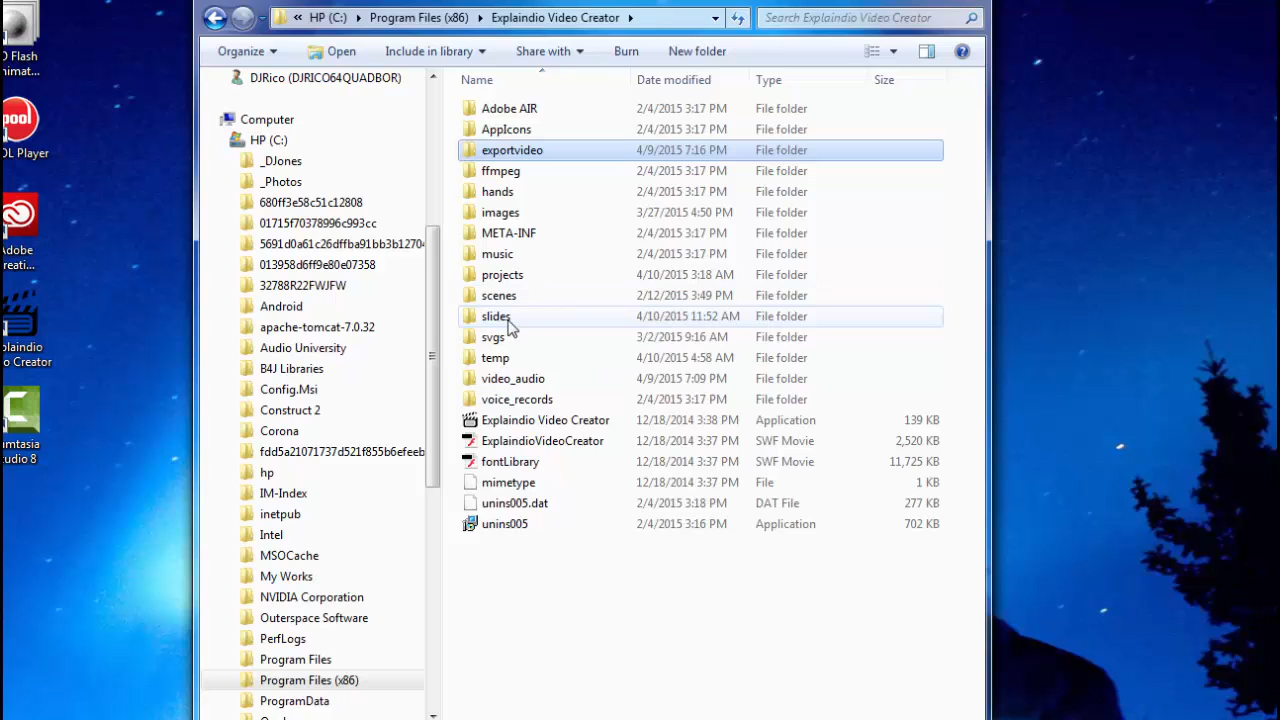 « HP (C:) ▸ Program Files (x86) ▸ Explaindio Video Creator ▸ Search Explaindio Video Creator
Organize Open Include in library Share with Burn New folder
D Flash
nimat...
ool
OL Player
Adobe
reati...
plaindio
o Creator
amtasia
tudio 8
DJRico (DJRICO64QUADBOR)
Computer
HP (C:)
_DJones
_Photos
680ff3e58c51c12808
01715f70378996c993cc
5691d0a61c26dffba91bb3b12704
013958d6ff9e80e07358
32788R22FWJFW
Android
apache-tomcat-7.0.32
Audio University
B4J Libraries
Config.Msi
Construct 2
Corona
fdd5a21071737d521f855b6efeeb
hp
IM-Index
inetpub
Intel
MSOCache
My Works
NVIDIA Corporation
Outerspace Software
PerfLogs
Program Files
Program Files (x86)
ProgramData
Name Date modified Type Size
Adobe AIR 2/4/2015 3:17 PM File folder
AppIcons 2/4/2015 3:17 PM File folder
exportvideo 4/9/2015 7:16 PM File folder
ffmpeg 2/4/2015 3:17 PM File folder
hands 2/4/2015 3:17 PM File folder
images 3/27/2015 4:50 PM File folder
META-INF 2/4/2015 3:17 PM File folder
music 2/4/2015 3:17 PM File folder
projects 4/10/2015 3:18 AM File folder
scenes 2/12/2015 3:49 PM File folder
slides 4/10/2015 11:52 AM File folder
svgs 3/2/2015 9:16 AM File folder
temp 4/10/2015 4:58 AM File folder
video_audio 4/9/2015 7:09 PM File folder
voice_records 2/4/2015 3:17 PM File folder
Explaindio Video Creator 12/18/2014 3:38 PM Application 139 KB
ExplaindioVideoCreator 12/18/2014 3:37 PM SWF Movie 2,520 KB
fontLibrary 12/18/2014 3:37 PM SWF Movie 11,725 KB
mimetype 12/18/2014 3:37 PM File 1 KB
unins005.dat 2/4/2015 3:18 PM DAT File 277 KB
unins005 2/4/2015 3:16 PM Application 702 KB